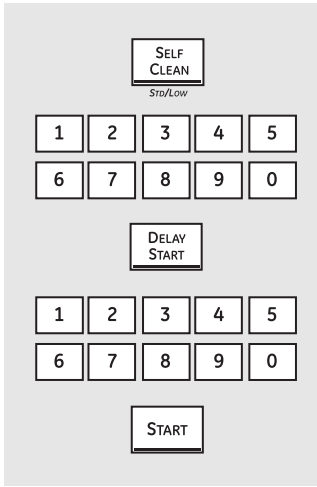 SELF
CLEAN
STD/LOW
1 2 3 4 5
6 7 8 9 0
DELAY
START
1 2 3 4 5
6 7 8 9 0
START